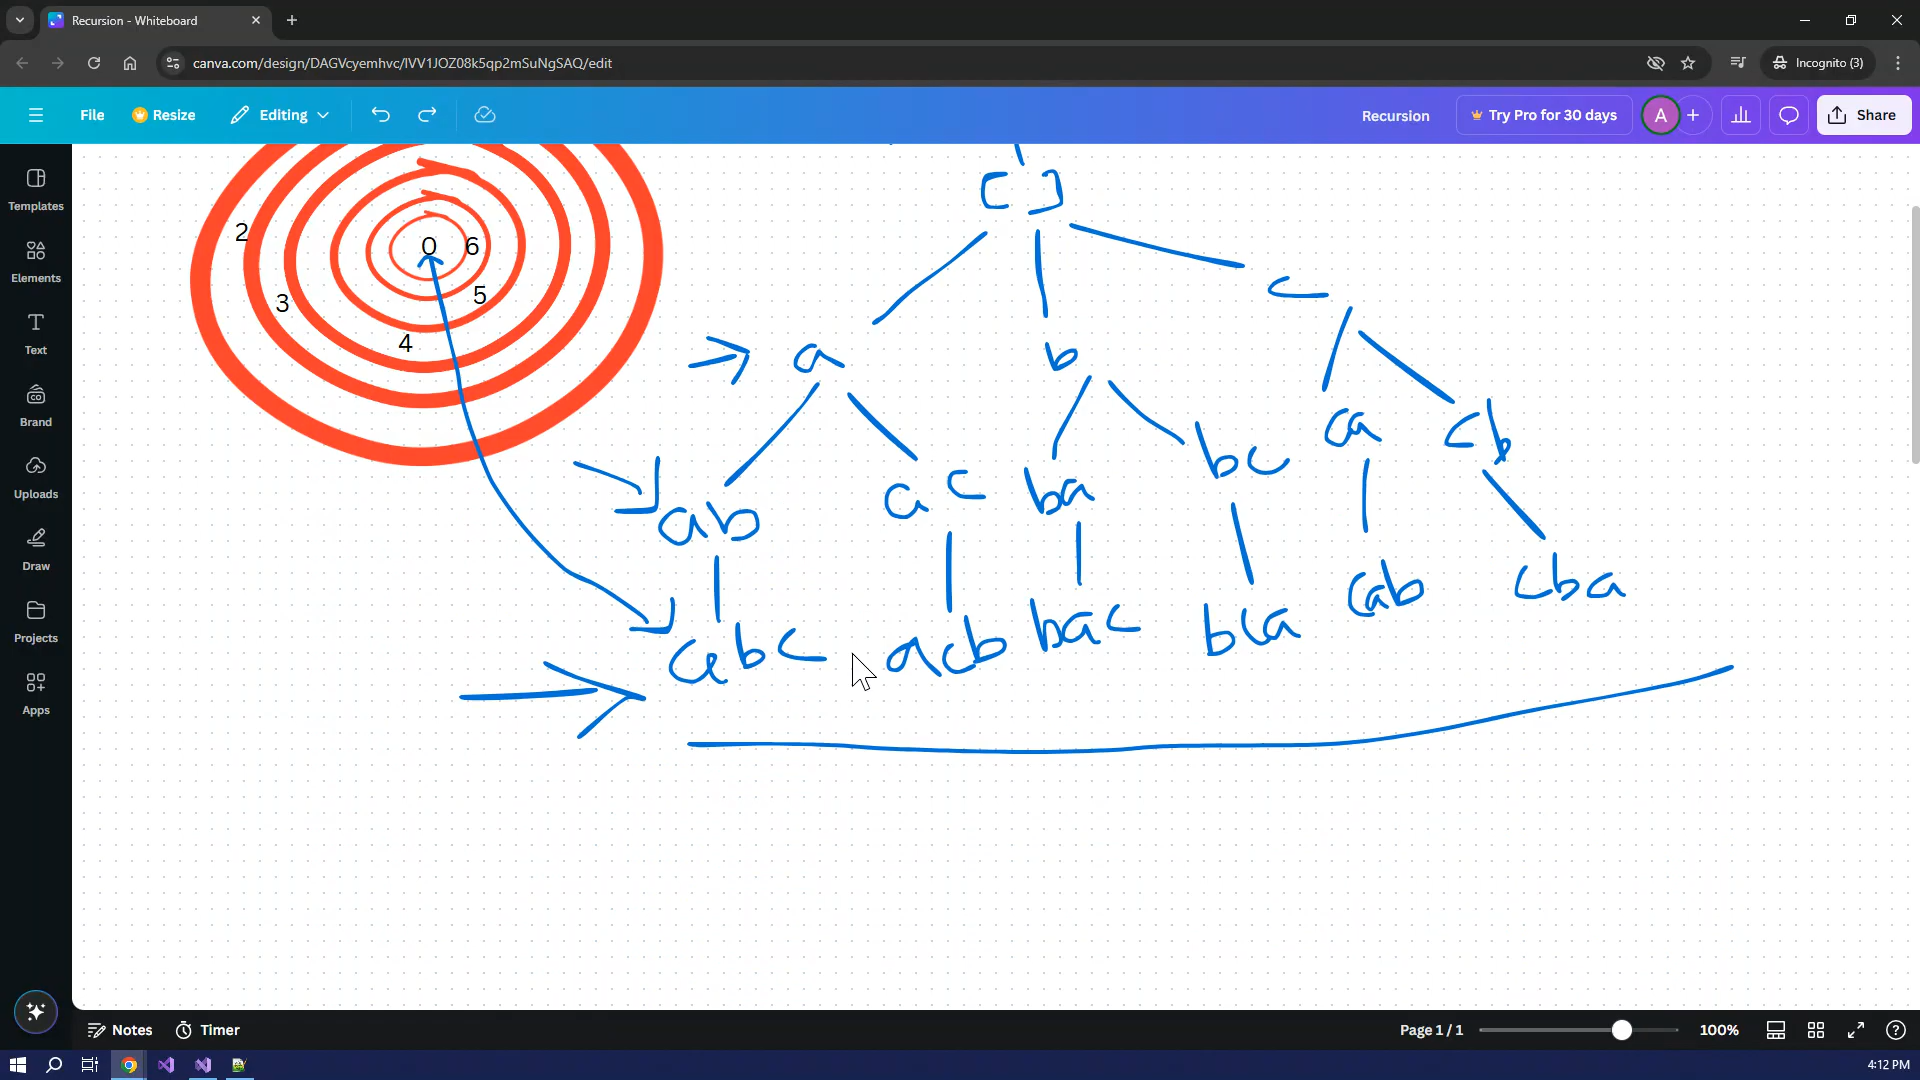 Recursion - Whiteboard
canva.com/design/DAGVcyemhvc/lVV1JOZ08k5qp2mSuNgSAQ/edit
Incognito (3)
File
Resize
Editing
Recursion
Try Pro for 30 days
A
Share
Templates
Elements
Text
Brand
Uploads
Draw
Projects
Apps
2
0 6
3
5
4
[ ]
a
b
c
ab
ac
ba
bc
ca
cb
abc
acb
bac
bca
cab
cba
Notes
Timer
Page 1 / 1
100%
4:12 PM